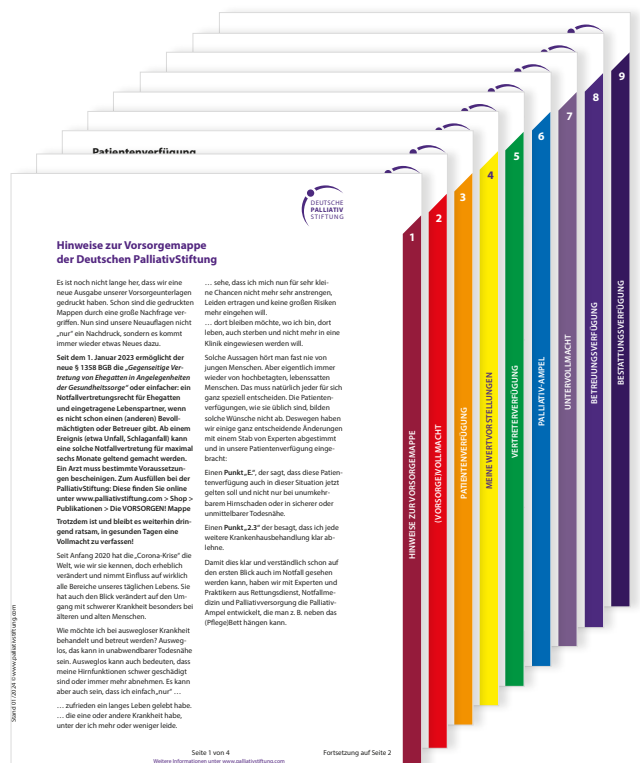 Patientenverfügung
DEUTSCHE
PALLIATIV
STIFTUNG
Hinweise zur Vorsorgemappe
der Deutschen PalliativStiftung
Es ist noch nicht lange her, dass wir eine
neue Ausgabe unserer Vorsorgeunterlagen
gedruckt haben. Schon sind die gedruckten
Mappen durch eine große Nachfrage ver-
griffen. Nun sind unsere Neuauflagen nicht
„nur“ ein Nachdruck, sondern es kommt
immer wieder etwas Neues dazu.
Seit dem 1. Januar 2023 ermöglicht der
neue § 1358 BGB die „Gegenseitige Ver-
tretung von Ehegatten in Angelegenheiten
der Gesundheitssorge“ oder einfacher: ein
Notfallvertretungsrecht für Ehegatten
und eingetragene Lebenspartner, wenn
es nicht schon einen (anderen) Bevoll-
mächtigten oder Betreuer gibt. Ab einem
Ereignis (etwa Unfall, Schlaganfall) kann
eine solche Notfallvertretung für maximal
sechs Monate geltend gemacht werden.
Ein Arzt muss bestimmte Voraussetzun-
gen bescheinigen. Zum Ausfüllen bei der
PalliativStiftung: Diese finden Sie online
unter www.palliativstiftung.com > Shop >
Publikationen > Die VORSORGEN! Mappe
Trotzdem ist und bleibt es weiterhin drin-
gend ratsam, in gesunden Tagen eine
Vollmacht zu verfassen!
Seit Anfang 2020 hat die „Corona-Krise“ die
Welt, wie wir sie kennen, doch erheblich
verändert und nimmt Einfluss auf wirklich
alle Bereiche unseres täglichen Lebens. Sie
hat auch den Blick verändert auf den Um-
gang mit schwerer Krankheit besonders bei
älteren und alten Menschen.
Wie möchte ich bei auswegloser Krankheit
behandelt und betreut werden? Ausweg-
los, das kann in unabwendbarer Todesnähe
sein. Ausweglos kann auch bedeuten, dass
meine Hirnfunktionen schwer geschädigt
sind oder immer mehr abnehmen. Es kann
aber auch sein, dass ich einfach „nur“ …
… zufrieden ein langes Leben gelebt habe.
… die eine oder andere Krankheit habe,
unter der ich mehr oder weniger leide.
… sehe, dass ich mich nun für sehr klei-
ne Chancen nicht mehr sehr anstrengen,
Leiden ertragen und keine großen Risiken
mehr eingehen will.
… dort bleiben möchte, wo ich bin, dort
leben, auch sterben und nicht mehr in eine
Klinik eingewiesen werden will.
Solche Aussagen hört man fast nie von
jungen Menschen. Aber eigentlich immer
wieder von hochbetagten, lebenssatten
Menschen. Das muss natürlich jeder für sich
ganz speziell entscheiden. Die Patienten-
verfügungen, wie sie üblich sind, bilden
solche Wünsche nicht ab. Deswegen haben
wir einige ganz entscheidende Änderungen
mit einem Stab von Experten abgestimmt
und in unsere Patientenverfügung einge-
bracht:
Einen Punkt „E.“, der sagt, dass diese Patien-
tenverfügung auch in dieser Situation jetzt
gelten soll und nicht nur bei unumkehr-
barem Hirnschaden oder in sicherer oder
unmittelbarer Todesnähe.
Einen Punkt „2.3“ der besagt, dass ich jede
weitere Krankenhausbehandlung klar ab-
lehne.
Damit dies klar und verständlich schon auf
den ersten Blick auch im Notfall gesehen
werden kann, haben wir mit Experten und
Praktikern aus Rettungsdienst, Notfallme-
dizin und Palliativversorgung die Palliativ-
Ampel entwickelt, die man z. B. neben das
(Pflege)Bett hängen kann.
Stand 01/2024 ©www.palliativstiftung.com
Seite 1 von 4
Fortsetzung auf Seite 2
Weitere Informationen unter www.palliativstiftung.com
1
HINWEISE ZUR VORSORGEMAPPE
2
(VORSORGE)VOLLMACHT
3
PATIENTENVERFÜGUNG
4
MEINE WERTVORSTELLUNGEN
5
VERTRETERVERFÜGUNG
6
PALLIATIV-AMPEL
7
UNTERVOLLMACHT
8
BETREUUNGSVERFÜGUNG
9
BESTATTUNGSVERFÜGUNG